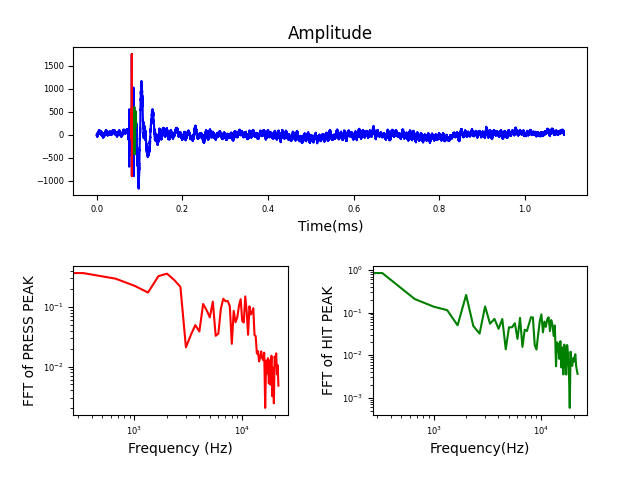 Amplitude
1500
1000
500
0
−500
−1000
0.0 0.2 0.4 0.6 0.8 1.0
Time(ms)
FFT of PRESS PEAK
10⁻¹
10⁻²
10³ 10⁴
Frequency (Hz)
FFT of HIT PEAK
10⁰
10⁻¹
10⁻²
10⁻³
10³ 10⁴
Frequency(Hz)